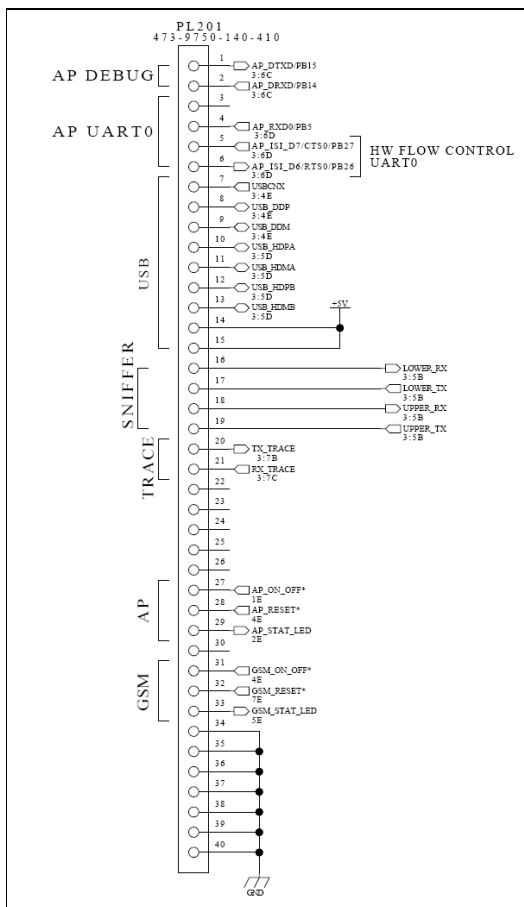 PL201
473-9750-140-410
AP DEBUG
1 AP_DTXD/PB15
3:6C
2 AP_DRXD/PB14
3:6C
AP UART0
3
4 AP_RXD0/PB5
3:6D
5 AP_ISI_D7/CTS0/PB27
3:6D
6 AP_ISI_D6/RTS0/PB26
3:6D
HW FLOW CONTROL
UART0
USB
7 USBCNX
3:4E
8 USB_DDP
3:4E
9 USB_DDM
3:4E
10 USB_HDPA
3:5D
11 USB_HDMA
3:5D
12 USB_HDPB
3:5D
13 USB_HDMB
3:5D
+5V
14
15
SNIFFER
16 LOWER_RX
3:5B
17 LOWER_TX
3:5B
18 UPPER_RX
3:5B
19 UPPER_TX
3:5B
TRACE
20 TX_TRACE
3:7B
21 RX_TRACE
3:7C
22
23
24
25
26
AP
27 AP_ON_OFF*
1E
28 AP_RESET*
4E
29 AP_STAT_LED
2E
30
GSM
31 GSM_ON_OFF*
4E
32 GSM_RESET*
7E
33 GSM_STAT_LED
5E
34
35
36
37
38
39
40
GND